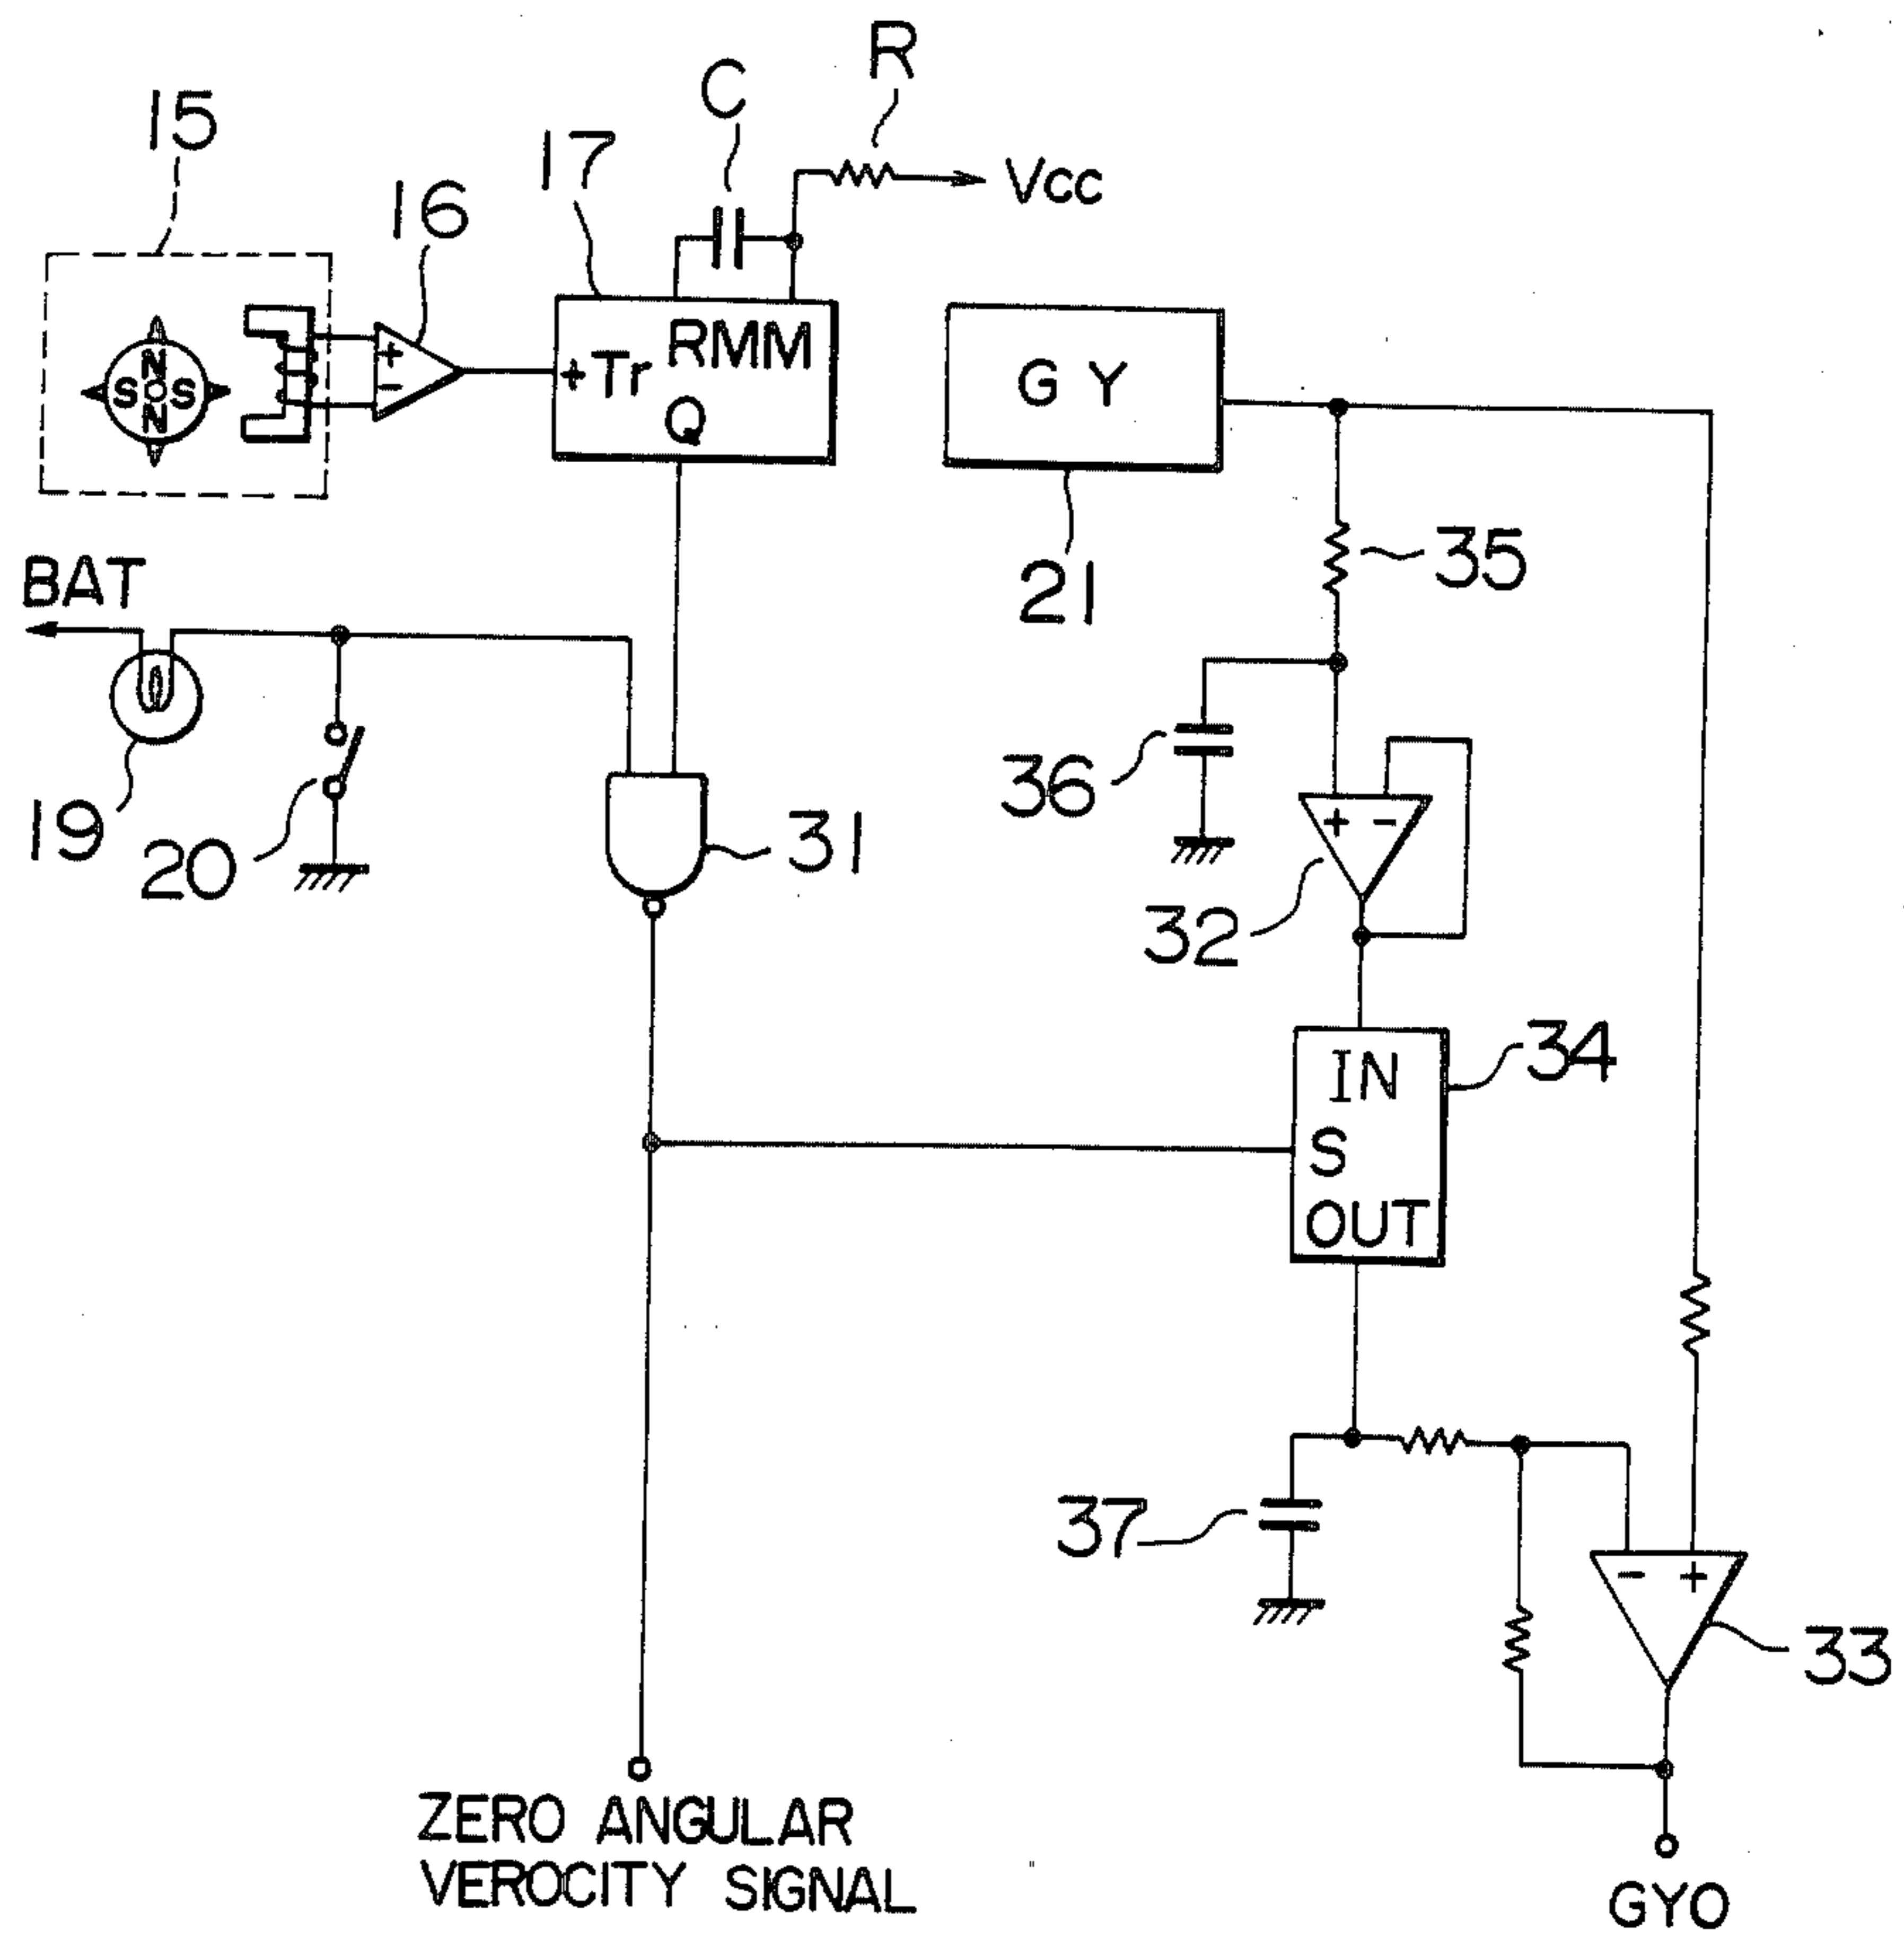 R
C
15
17
Vcc
16
RMM
+Tr
Q
+
-
N
S S
N
G Y
21
35
BAT
19
20
31
36
+ -
32
34
IN
S
OUT
37
- +
33
ZERO ANGULAR
VEROCITY SIGNAL
GYO